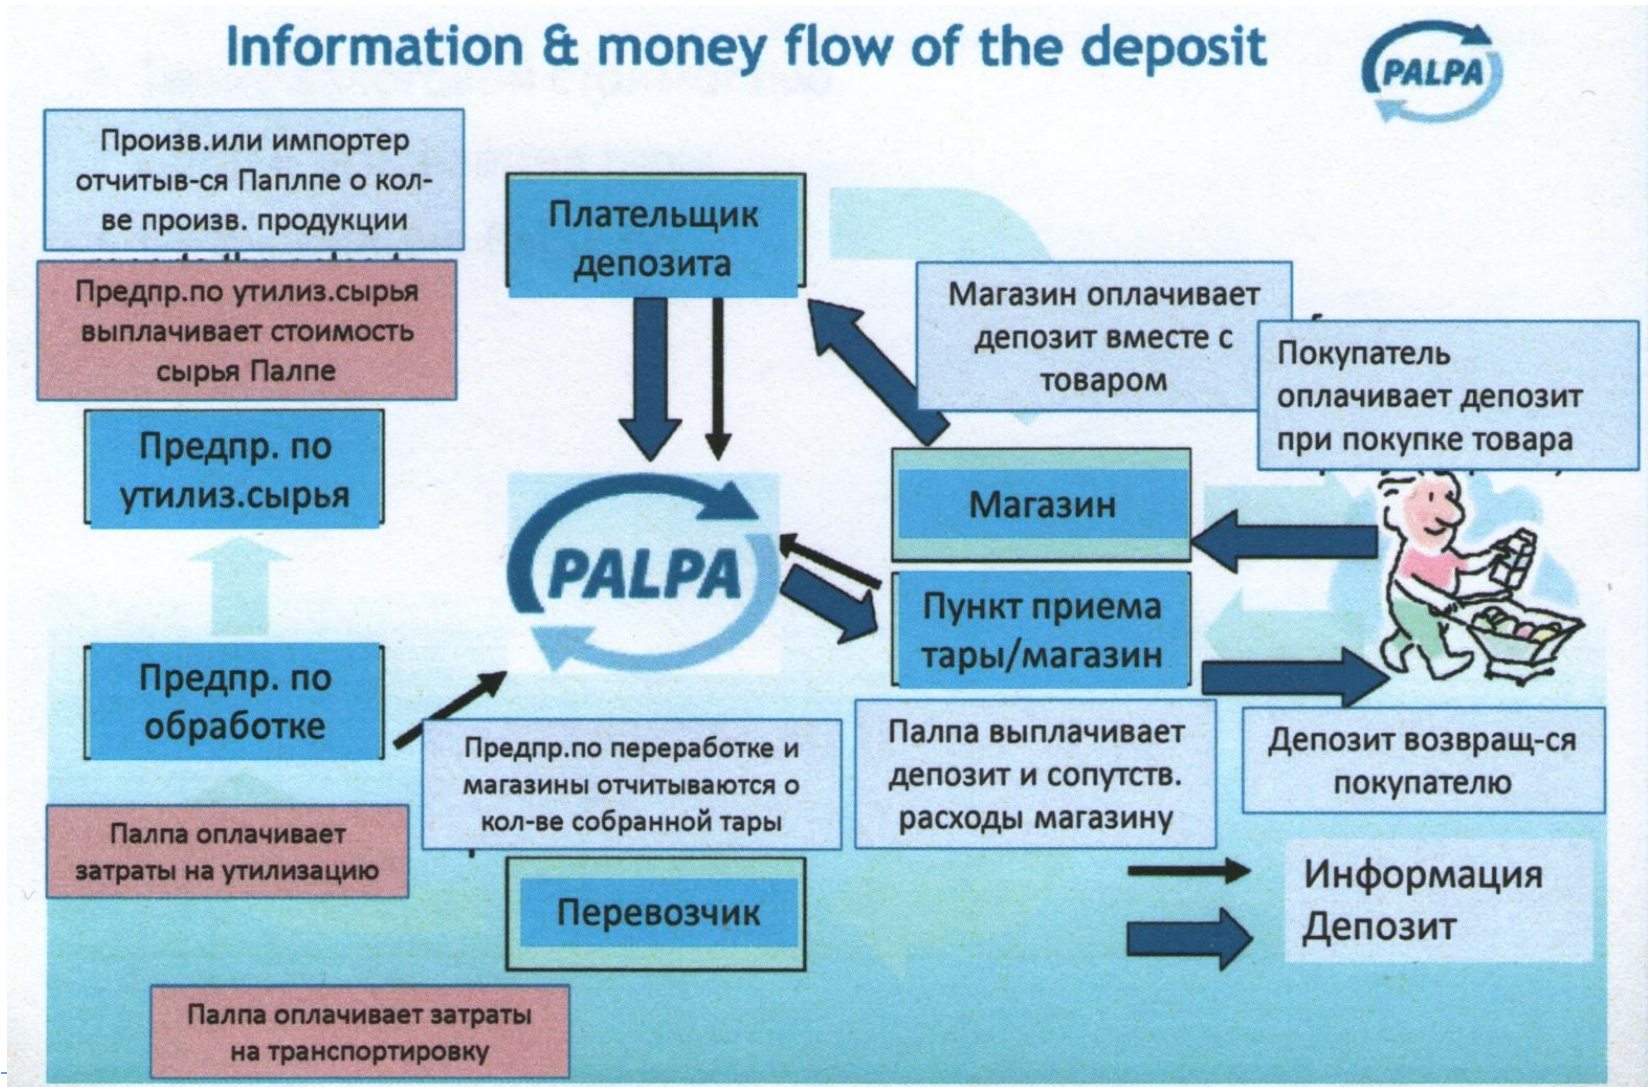 Information & money flow of the deposit
PALPA
Произв.или импортер
отчитыв-ся Паплпе о кол-
ве произв. продукции
Предпр.по утилиз.сырья
выплачивает стоимость
сырья Палпе
Плательщик
депозита
Магазин оплачивает
депозит вместе с
товаром
Покупатель
оплачивает депозит
при покупке товара
Предпр. по
утилиз.сырья
PALPA
Магазин
Пункт приема
тары/магазин
Предпр. по
обработке
Предпр.по переработке и
магазины отчитываются о
кол-ве собранной тары
Палпа выплачивает
депозит и сопутств.
расходы магазину
Депозит возвращ-ся
покупателю
Палпа оплачивает
затраты на утилизацию
Перевозчик
Информация
Депозит
Палпа оплачивает затраты
на транспортировку